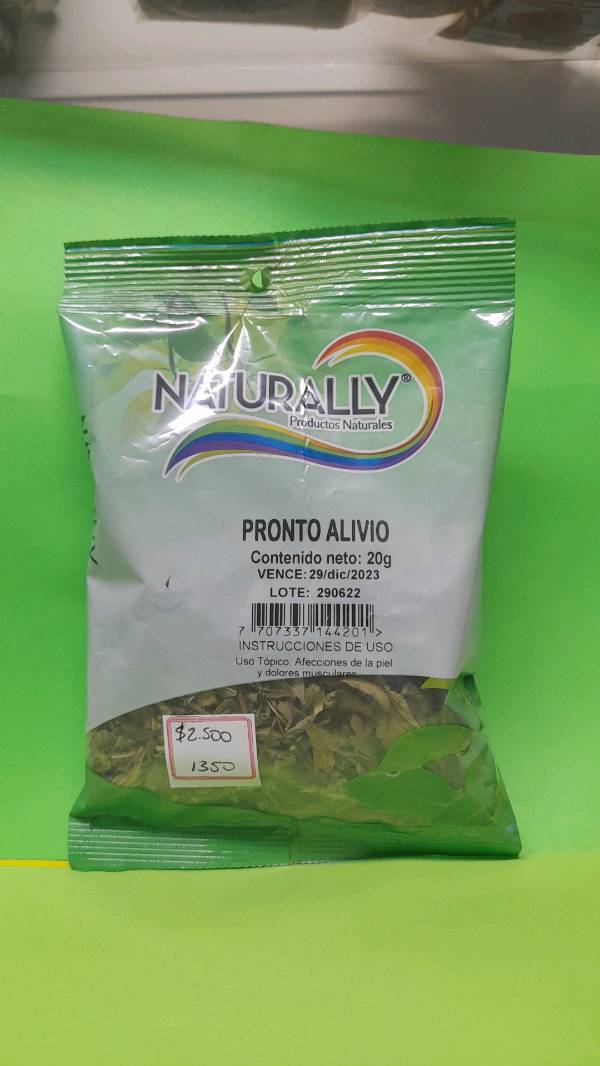 NATURALLY®
Productos Naturales
PRONTO ALIVIO
Contenido neto: 20g
VENCE: 29/dic/2023
LOTE: 290622
7 707337 144201 >
INSTRUCCIONES DE USO:
Uso Tópico: Afecciones de la piel
y dolores musculares
$2.500
1350